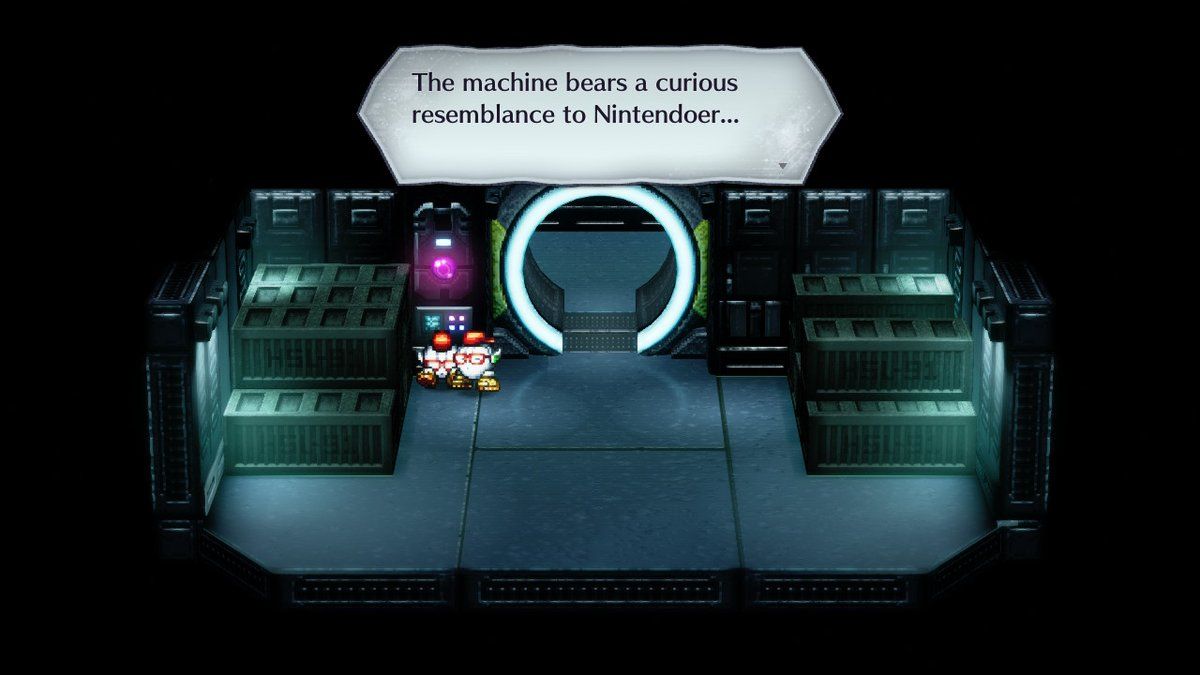 The machine bears a curious
resemblance to Nintendoer...